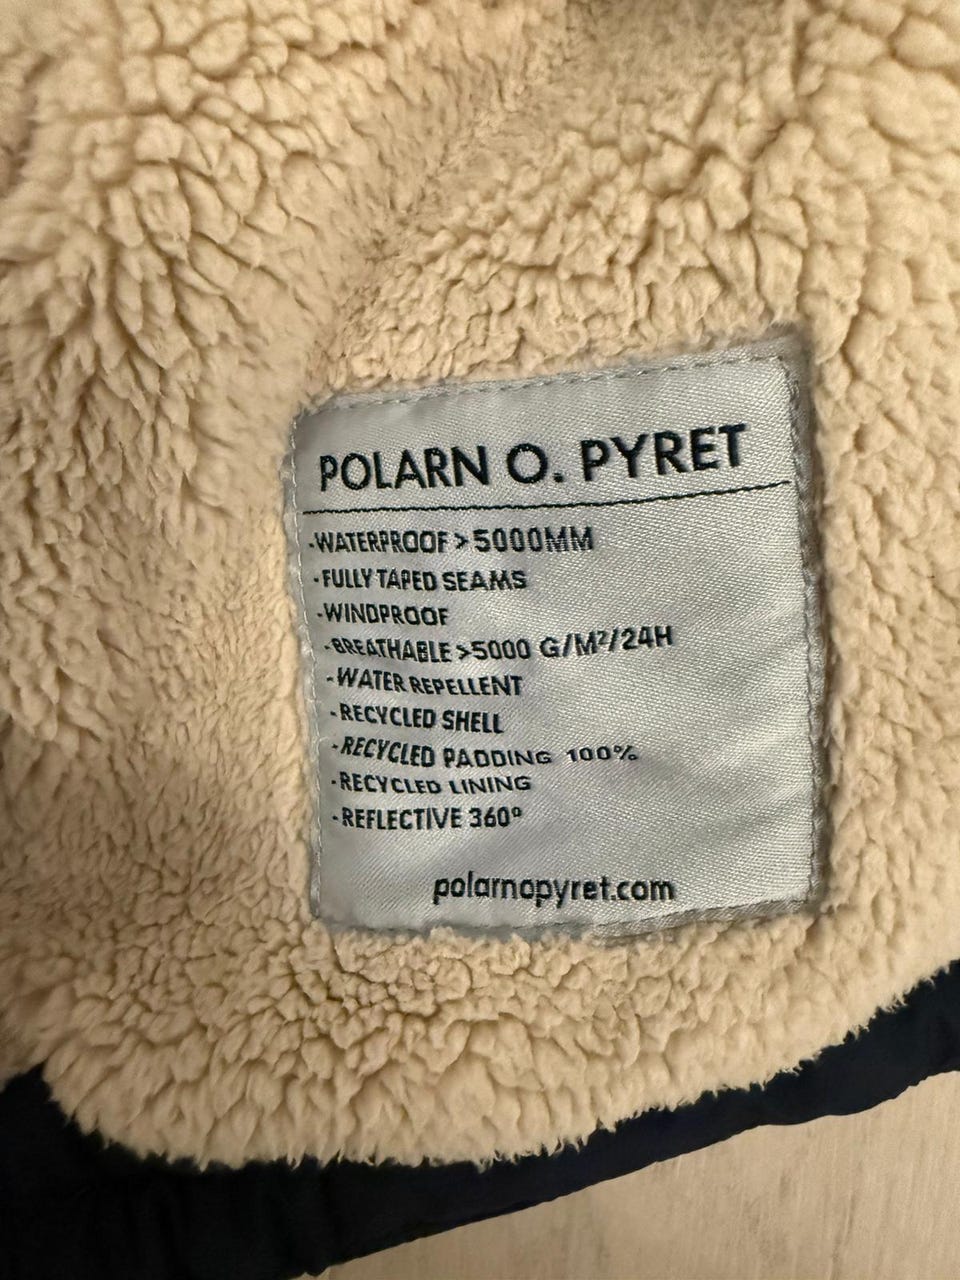 POLARN O. PYRET
-WATERPROOF > 5000MM
-FULLY TAPED SEAMS
-WINDPROOF
-BREATHABLE >5000 G/M²/24H
-WATER REPELLENT
-RECYCLED SHELL
-RECYCLED PADDING 100%
-RECYCLED LINING
-REFLECTIVE 360°
polarnopyret.com